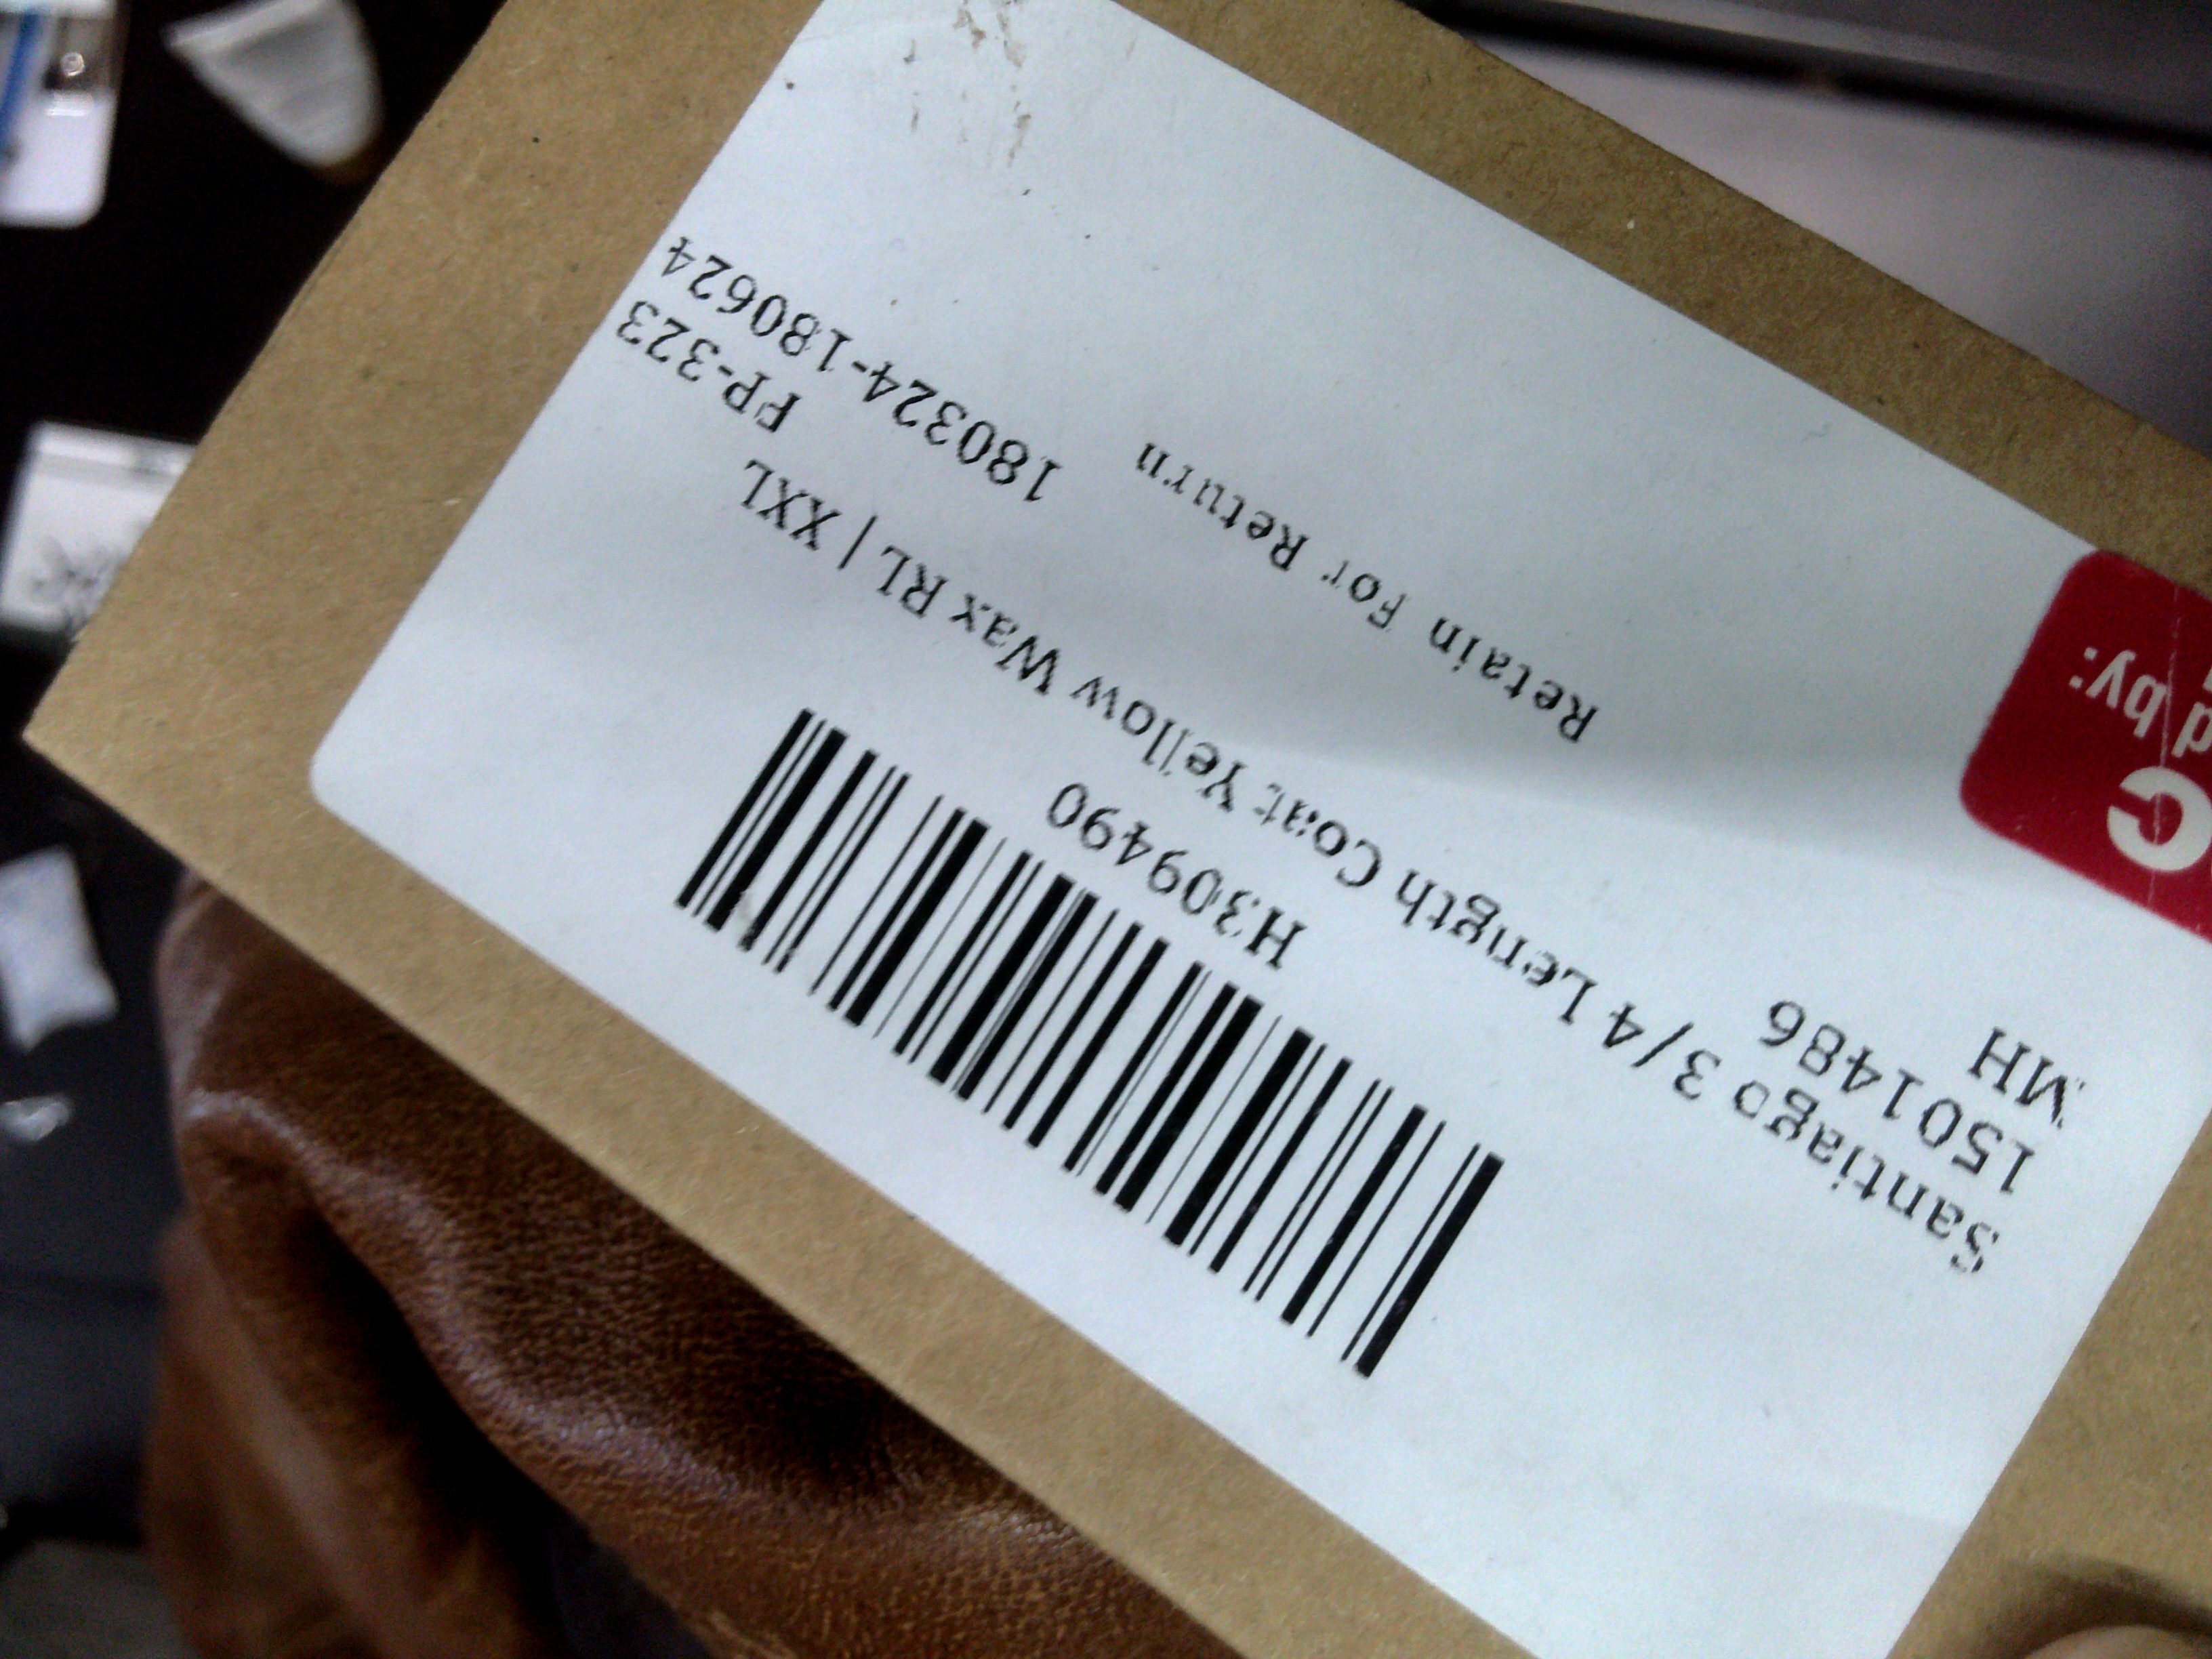 H309490
Santiago 3/4 Length Coat Yellow Wax RL | XXL
1501486 FP-323
MH 180324-180624
Retain For Return
C
d by: